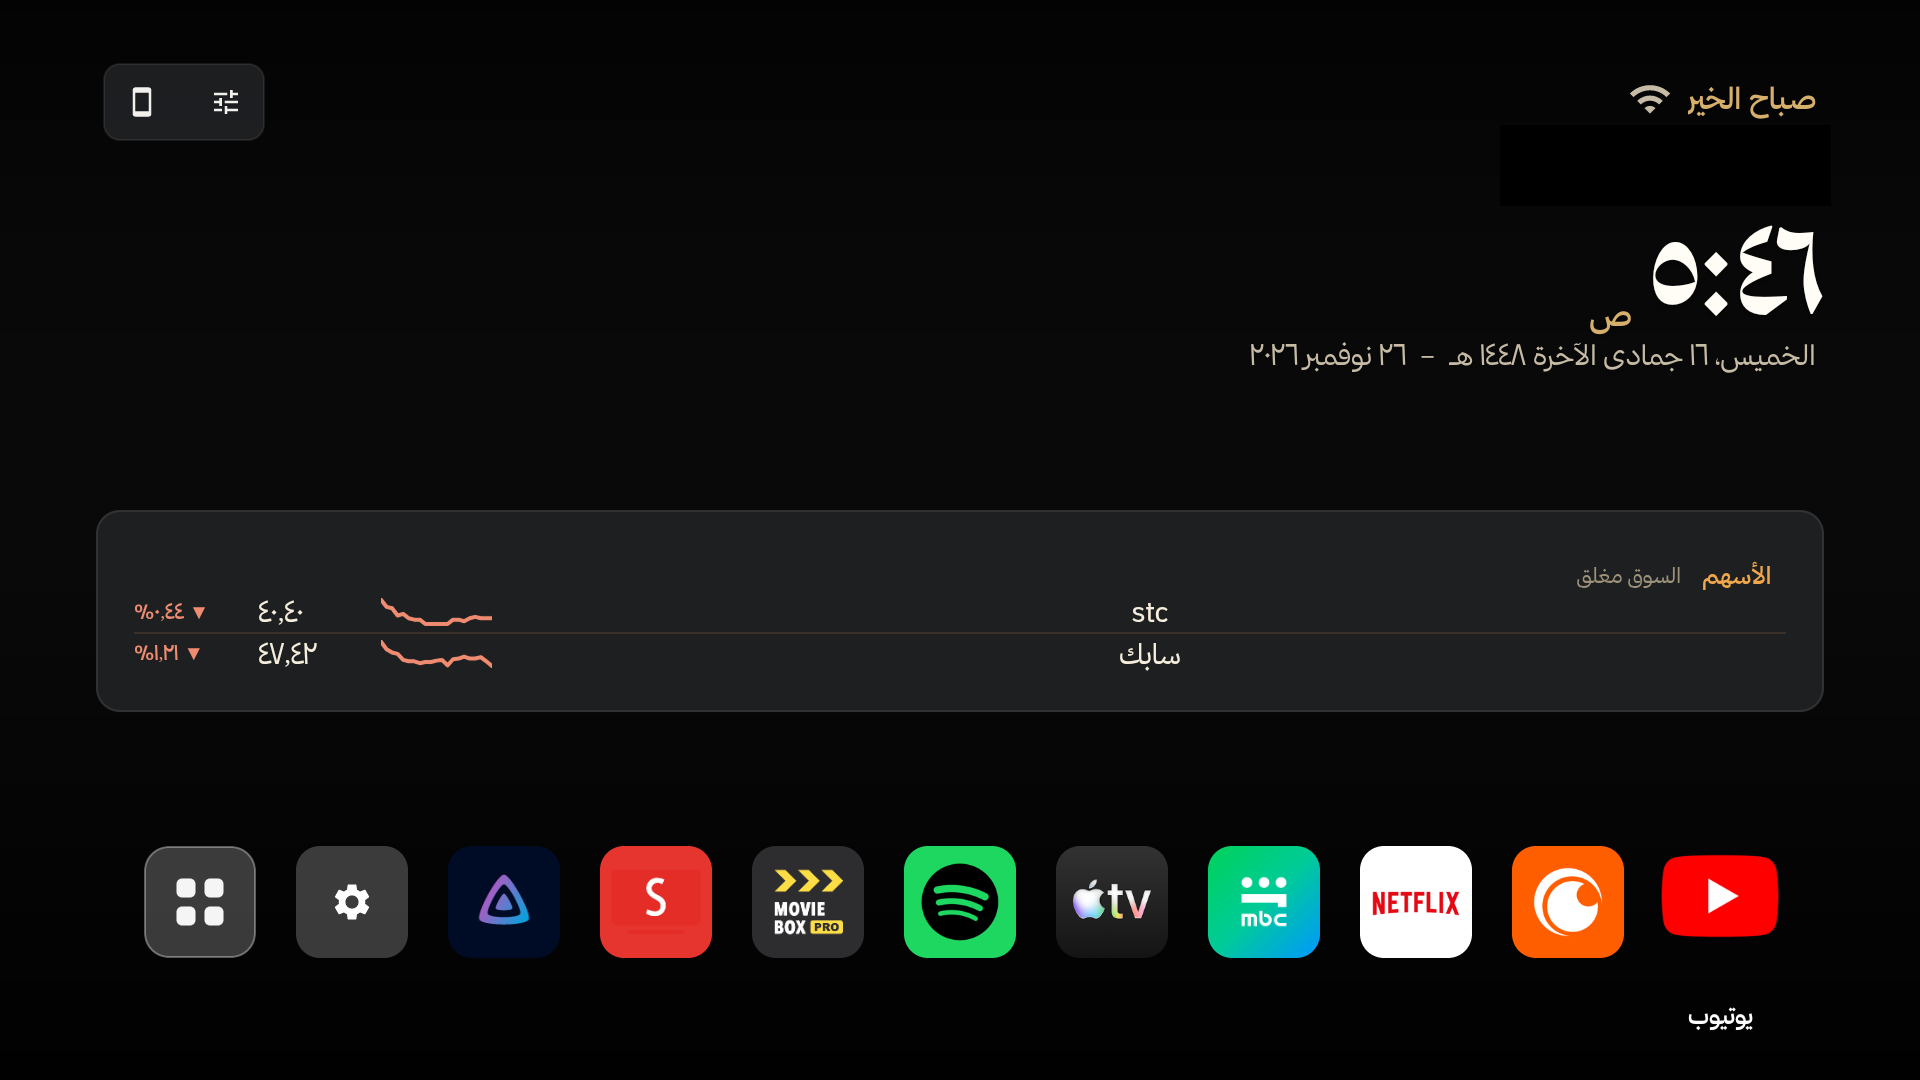 صباح الخير
٥:٤٦ ص
الخميس، ١٦ جمادى الآخرة ١٤٤٨ هـ – ٢٦ نوفمبر ٢٠٢٦
الأسهم السوق مغلق
stc ٤٠,٤٠ ▼ ٠,٤٤%
سابك ٤٧,٤٢ ▼ ١,٢١%
NETFLIX
mbc
tv
MOVIE
BOX PRO
S
يوتيوب